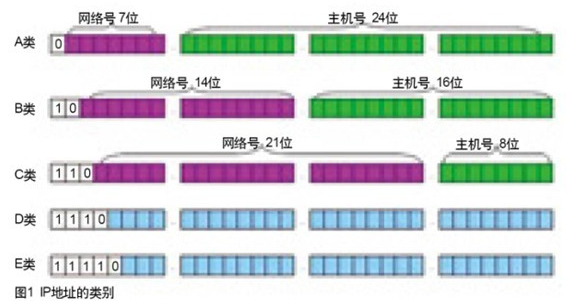 网络号 7位 主机号 24位
A类 0
网络号 14位 主机号 16位
B类 1 0
网络号 21位 主机号 8位
C类 1 1 0
D类 1 1 1 0
E类 1 1 1 1 0
图1 IP地址的类别